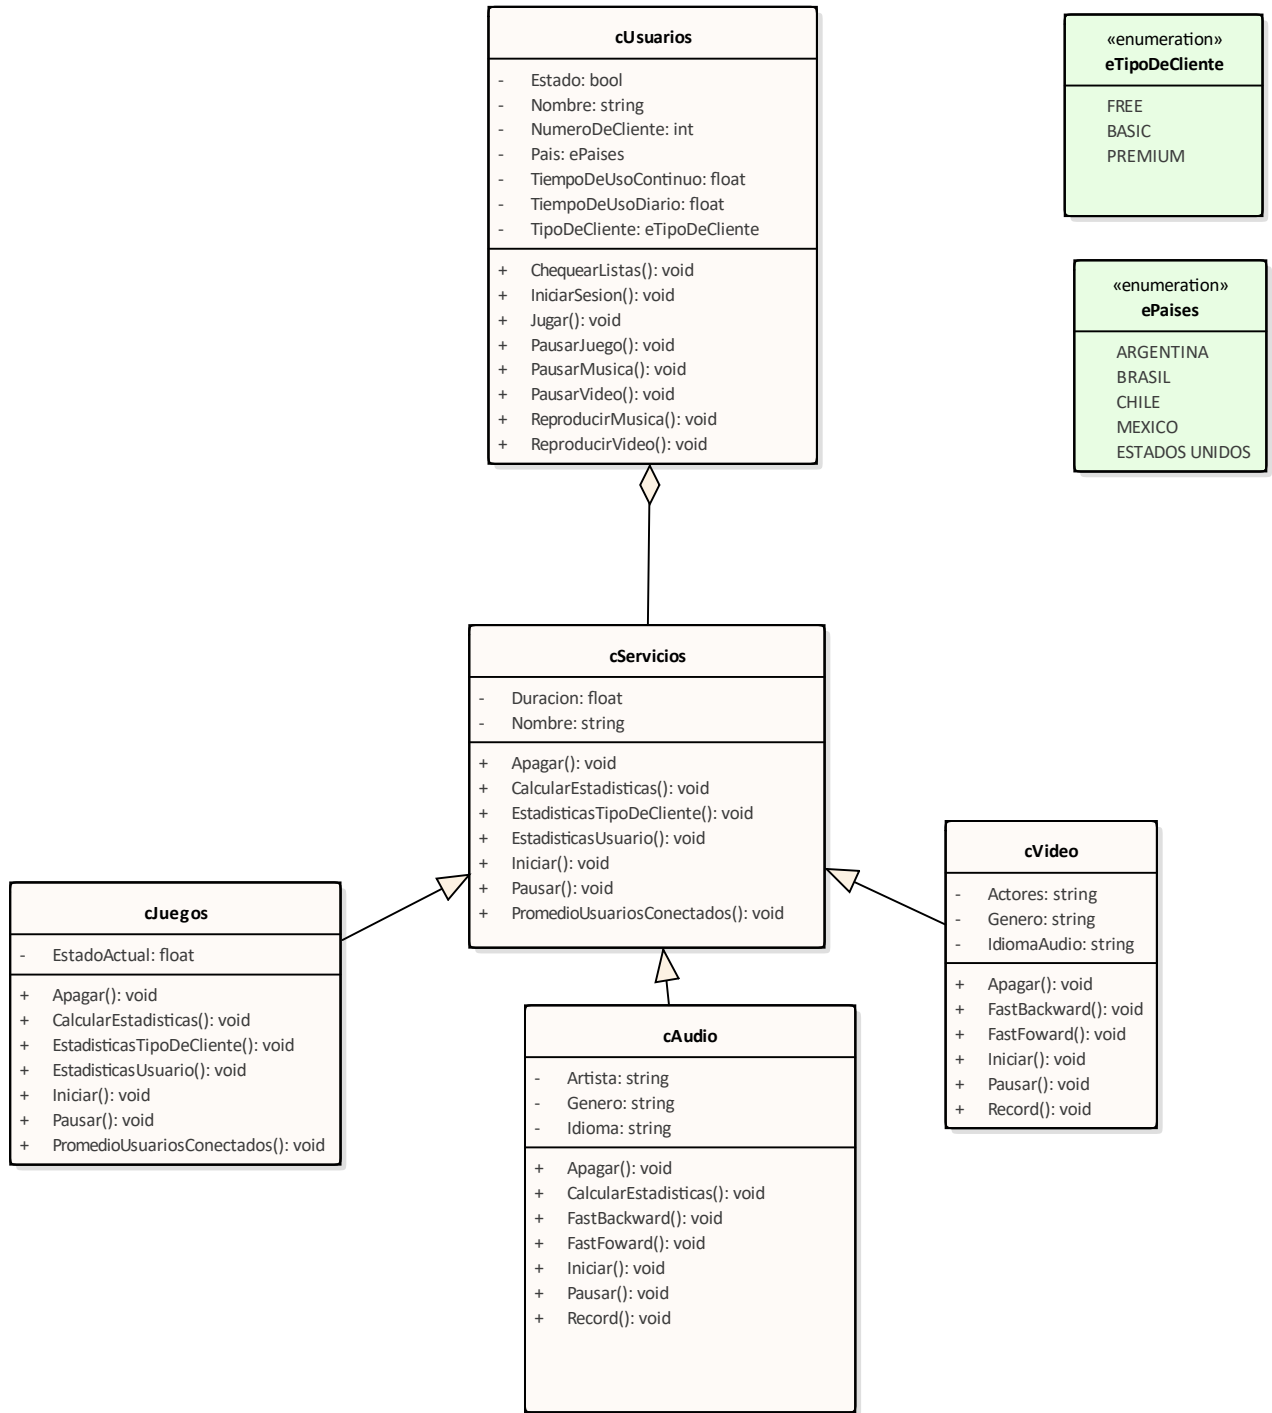 cUsuarios
- Estado: bool
- Nombre: string
- NumeroDeCliente: int
- Pais: ePaises
- TiempoDeUsoContinuo: float
- TiempoDeUsoDiario: float
- TipoDeCliente: eTipoDeCliente
+ ChequearListas(): void
+ IniciarSesion(): void
+ Jugar(): void
+ PausarJuego(): void
+ PausarMusica(): void
+ PausarVideo(): void
+ ReproducirMusica(): void
+ ReproducirVideo(): void
«enumeration»
eTipoDeCliente
FREE
BASIC
PREMIUM
«enumeration»
ePaises
ARGENTINA
BRASIL
CHILE
MEXICO
ESTADOS UNIDOS
cServicios
- Duracion: float
- Nombre: string
+ Apagar(): void
+ CalcularEstadisticas(): void
+ EstadisticasTipoDeCliente(): void
+ EstadisticasUsuario(): void
+ Iniciar(): void
+ Pausar(): void
+ PromedioUsuariosConectados(): void
cJuegos
- EstadoActual: float
+ Apagar(): void
+ CalcularEstadisticas(): void
+ EstadisticasTipoDeCliente(): void
+ EstadisticasUsuario(): void
+ Iniciar(): void
+ Pausar(): void
+ PromedioUsuariosConectados(): void
cAudio
- Artista: string
- Genero: string
- Idioma: string
+ Apagar(): void
+ CalcularEstadisticas(): void
+ FastBackward(): void
+ FastFoward(): void
+ Iniciar(): void
+ Pausar(): void
+ Record(): void
cVideo
- Actores: string
- Genero: string
- IdiomaAudio: string
+ Apagar(): void
+ FastBackward(): void
+ FastFoward(): void
+ Iniciar(): void
+ Pausar(): void
+ Record(): void